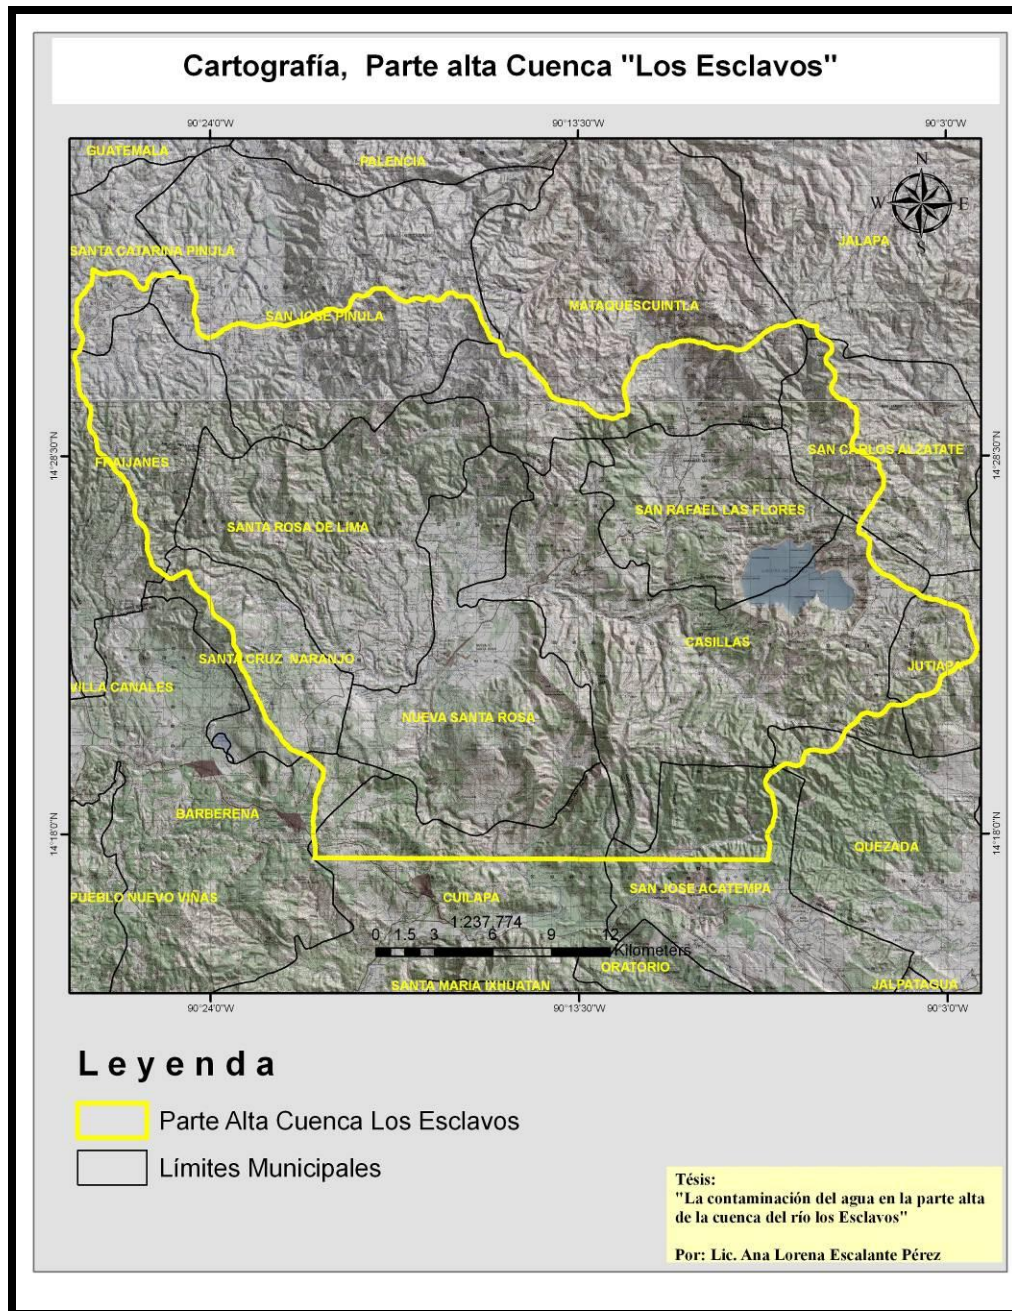 Cartografía, Parte alta Cuenca "Los Esclavos"
90°24'0"W 90°13'30"W 90°3'0"W
GUATEMALA
PALENCIA
N
W E
S
JALAPA
SANTA CATARINA PINULA
MATAQUESCUINTLA
SAN JOSE PINULA
14°28'30"N
14°28'30"N
FRAIJANES
SAN CARLOS ALZATATE
SAN RAFAEL LAS FLORES
SANTA ROSA DE LIMA
CASILLAS
SANTA CRUZ NARANJO
JUTIAPA
VILLA CANALES
NUEVA SANTA ROSA
BARBERENA
14°18'0"N
14°18'0"N
QUEZADA
SAN JOSE ACATEMPA
PUEBLO NUEVO VIÑAS
CUILAPA
1:237,774
0 1.5 3 6 9 12
Kilometers
ORATORIO
SANTA MARIA IXHUATAN
JALPATAGUA
90°24'0"W 90°13'30"W 90°3'0"W
Leyenda
Parte Alta Cuenca Los Esclavos
Límites Municipales
Tésis:
"La contaminación del agua en la parte alta
de la cuenca del río los Esclavos"
Por: Lic. Ana Lorena Escalante Pérez